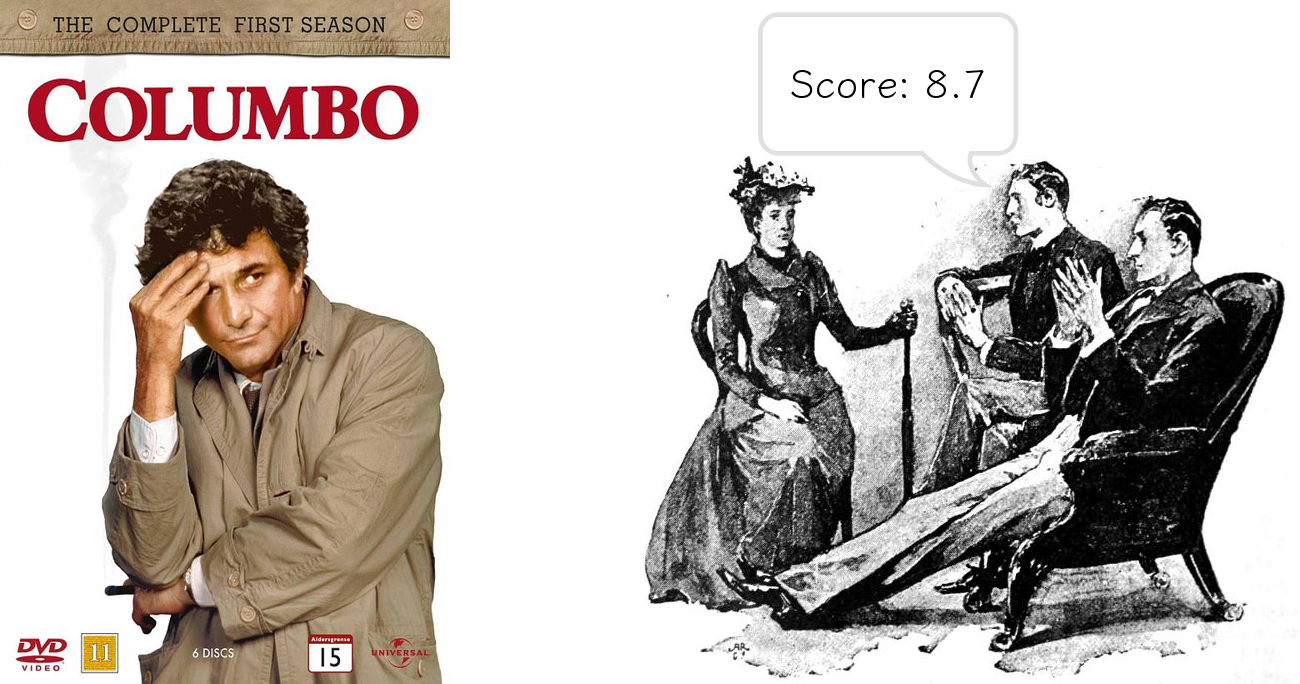 THE COMPLETE FIRST SEASON
COLUMBO
Score: 8.7
DVD
VIDEO
11
6 DISCS
Aldersgrense
15
UNIVERSAL